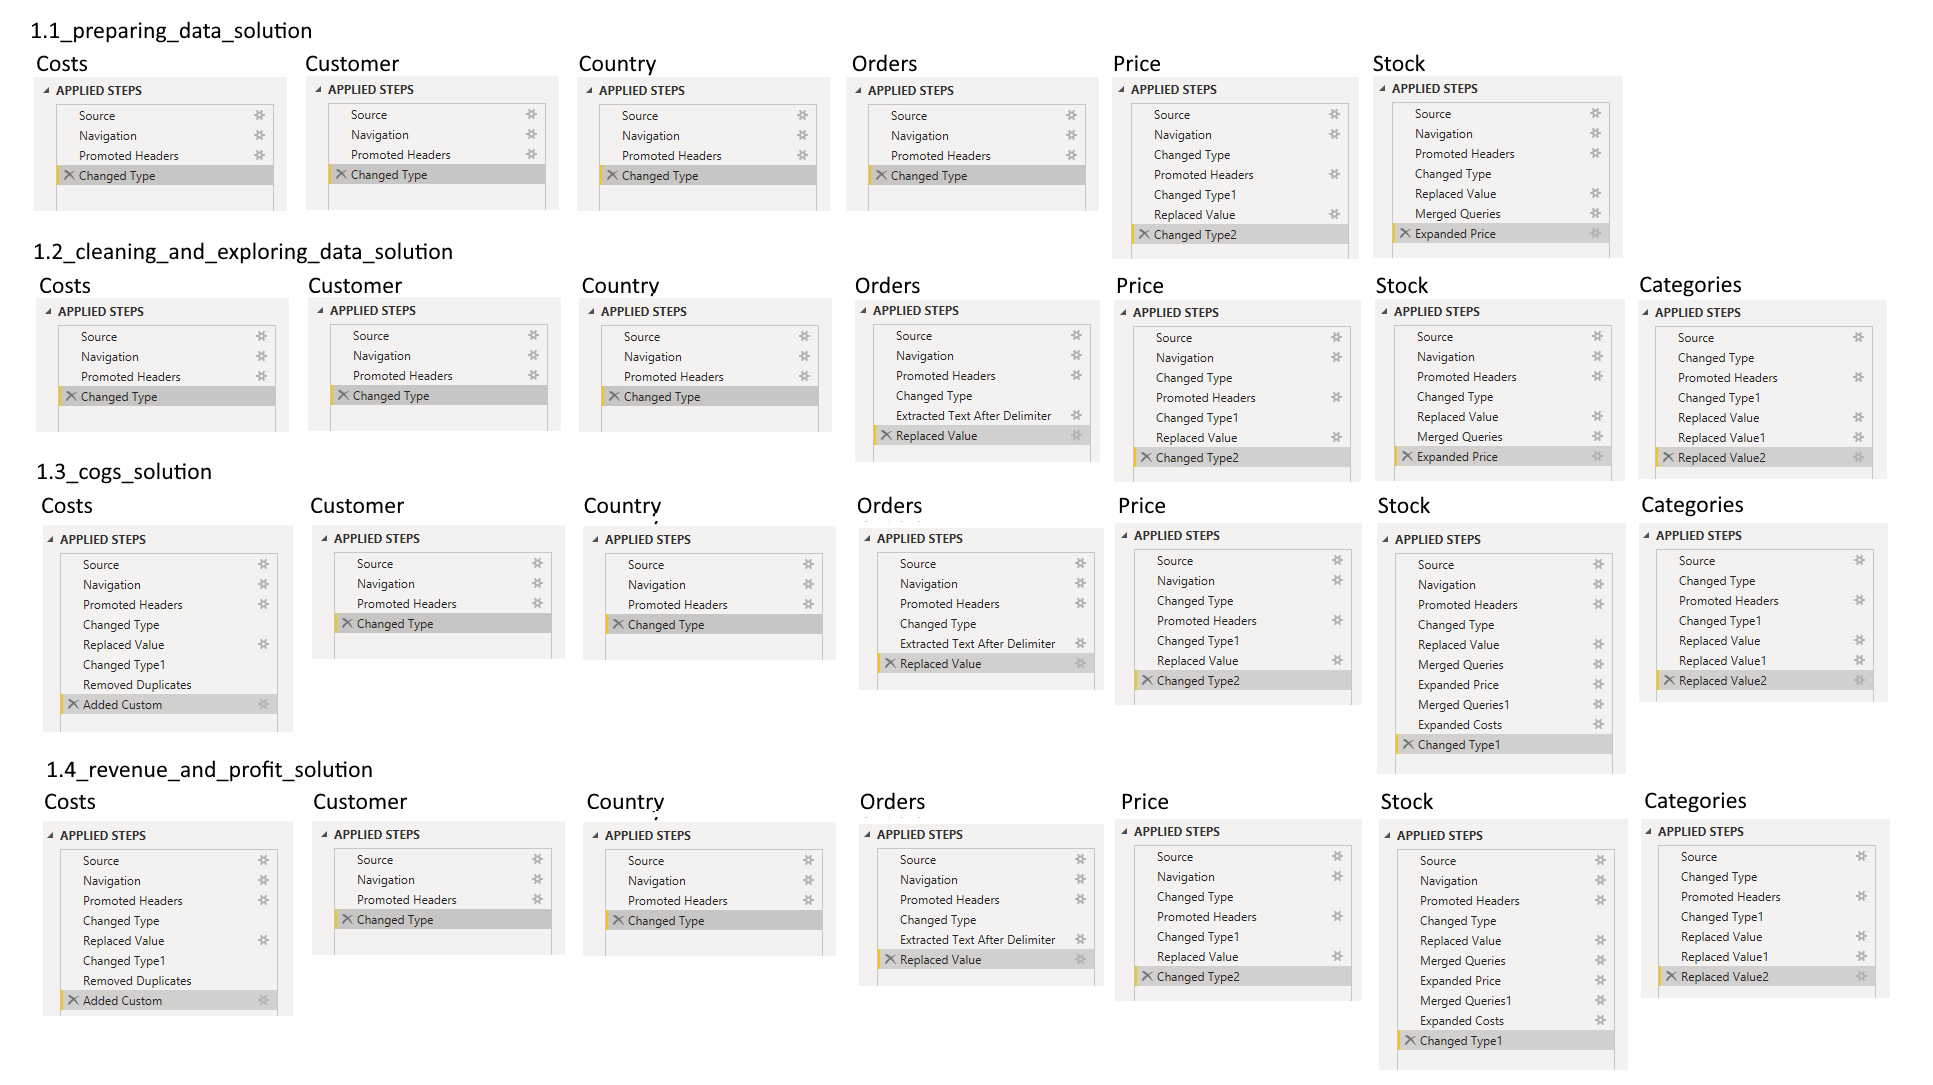 1.1_preparing_data_solution
Costs
APPLIED STEPS
Source
Navigation
Promoted Headers
Changed Type
Customer
APPLIED STEPS
Source
Navigation
Promoted Headers
Changed Type
Country
APPLIED STEPS
Source
Navigation
Promoted Headers
Changed Type
Orders
APPLIED STEPS
Source
Navigation
Promoted Headers
Changed Type
Price
APPLIED STEPS
Source
Navigation
Changed Type
Promoted Headers
Changed Type1
Replaced Value
Changed Type2
Stock
APPLIED STEPS
Source
Navigation
Promoted Headers
Changed Type
Replaced Value
Merged Queries
Expanded Price
1.2_cleaning_and_exploring_data_solution
Costs
APPLIED STEPS
Source
Navigation
Promoted Headers
Changed Type
Customer
APPLIED STEPS
Source
Navigation
Promoted Headers
Changed Type
Country
APPLIED STEPS
Source
Navigation
Promoted Headers
Changed Type
Orders
APPLIED STEPS
Source
Navigation
Promoted Headers
Changed Type
Extracted Text After Delimiter
Replaced Value
Price
APPLIED STEPS
Source
Navigation
Changed Type
Promoted Headers
Changed Type1
Replaced Value
Changed Type2
Stock
APPLIED STEPS
Source
Navigation
Promoted Headers
Changed Type
Replaced Value
Merged Queries
Expanded Price
Categories
APPLIED STEPS
Source
Changed Type
Promoted Headers
Changed Type1
Replaced Value
Replaced Value1
Replaced Value2
1.3_cogs_solution
Costs
APPLIED STEPS
Source
Navigation
Promoted Headers
Changed Type
Replaced Value
Changed Type1
Removed Duplicates
Added Custom
Customer
APPLIED STEPS
Source
Navigation
Promoted Headers
Changed Type
Country
APPLIED STEPS
Source
Navigation
Promoted Headers
Changed Type
Orders
APPLIED STEPS
Source
Navigation
Promoted Headers
Changed Type
Extracted Text After Delimiter
Replaced Value
Price
APPLIED STEPS
Source
Navigation
Changed Type
Promoted Headers
Changed Type1
Replaced Value
Changed Type2
Stock
APPLIED STEPS
Source
Navigation
Promoted Headers
Changed Type
Replaced Value
Merged Queries
Expanded Price
Merged Queries1
Expanded Costs
Changed Type1
Categories
APPLIED STEPS
Source
Changed Type
Promoted Headers
Changed Type1
Replaced Value
Replaced Value1
Replaced Value2
1.4_revenue_and_profit_solution
Costs
APPLIED STEPS
Source
Navigation
Promoted Headers
Changed Type
Replaced Value
Changed Type1
Removed Duplicates
Added Custom
Customer
APPLIED STEPS
Source
Navigation
Promoted Headers
Changed Type
Country
APPLIED STEPS
Source
Navigation
Promoted Headers
Changed Type
Orders
APPLIED STEPS
Source
Navigation
Promoted Headers
Changed Type
Extracted Text After Delimiter
Replaced Value
Price
APPLIED STEPS
Source
Navigation
Changed Type
Promoted Headers
Changed Type1
Replaced Value
Changed Type2
Stock
APPLIED STEPS
Source
Navigation
Promoted Headers
Changed Type
Replaced Value
Merged Queries
Expanded Price
Merged Queries1
Expanded Costs
Changed Type1
Categories
APPLIED STEPS
Source
Changed Type
Promoted Headers
Changed Type1
Replaced Value
Replaced Value1
Replaced Value2